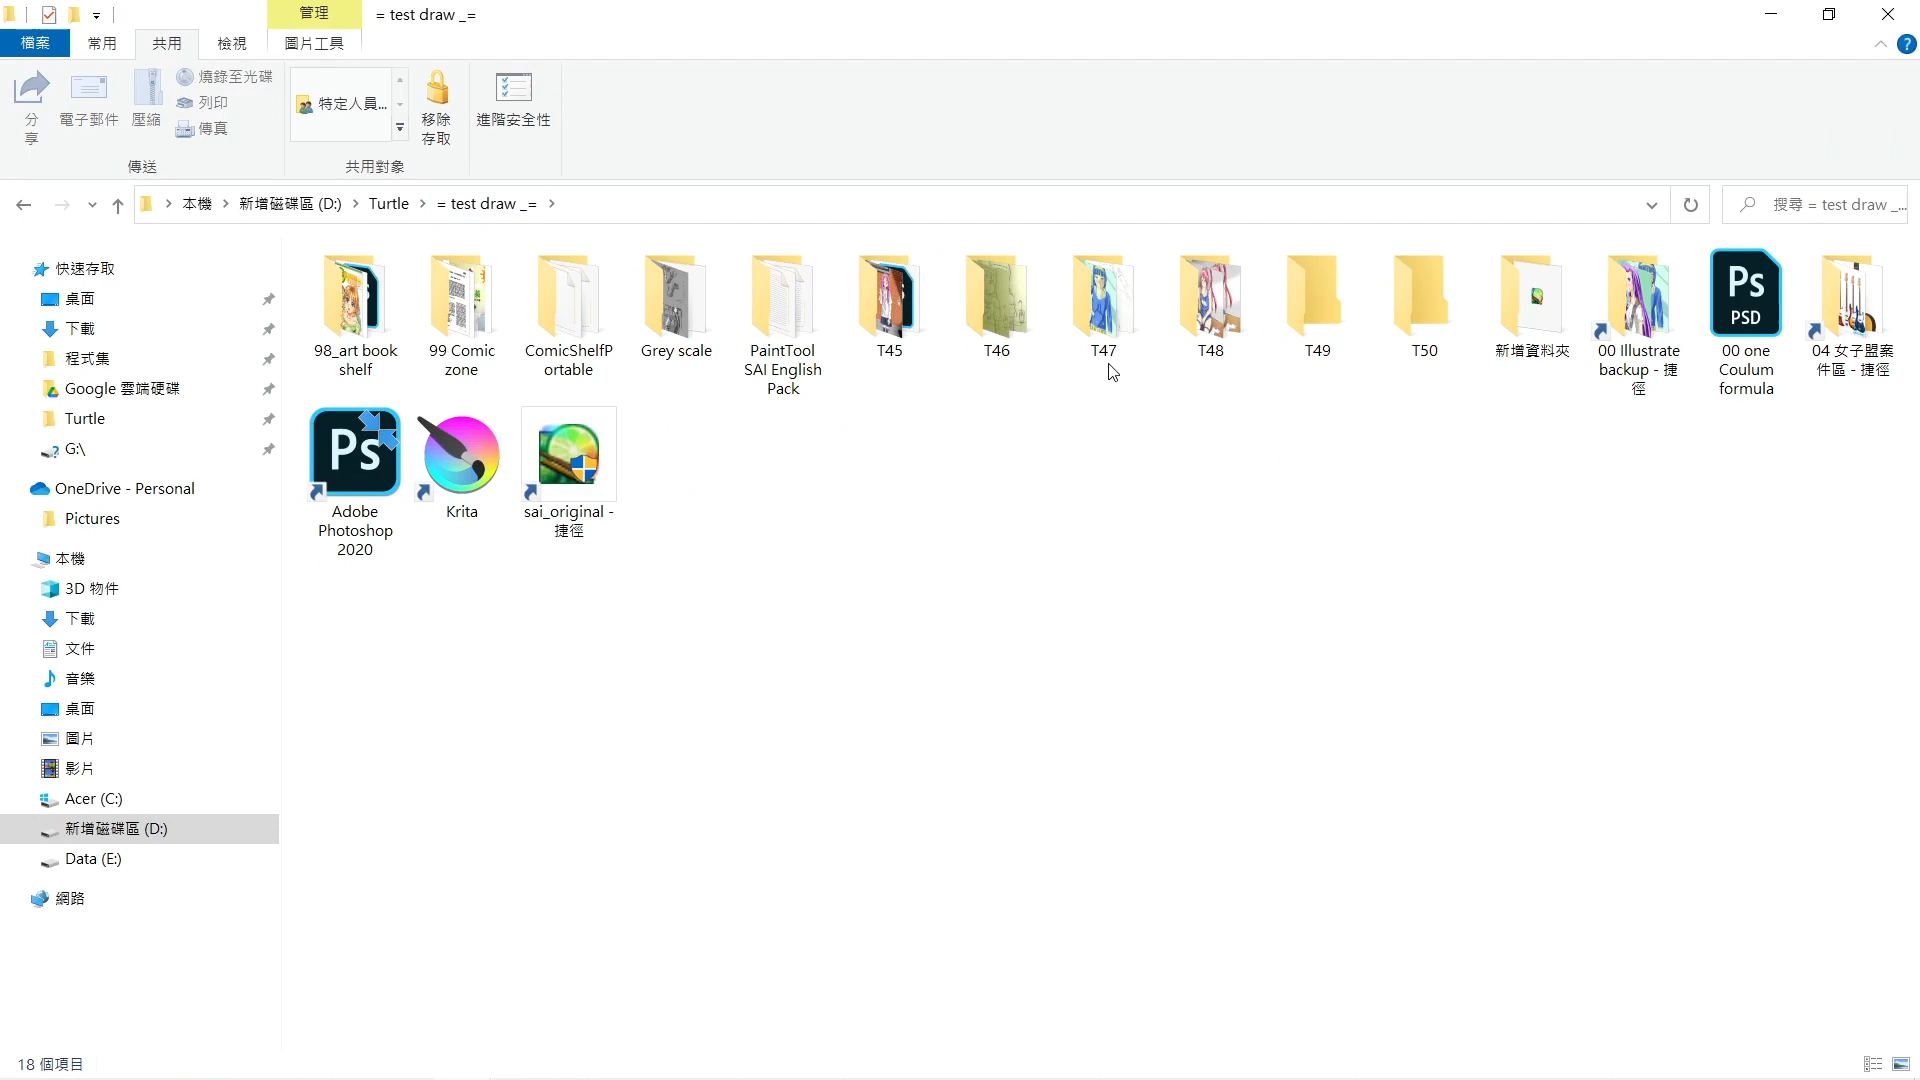 管理
= test draw _=
檔案
常用
共用
檢視
圖片工具
分享
電子郵件
壓縮
燒錄至光碟
列印
傳真
傳送
特定人員...
移除存取
共用對象
進階安全性
本機
新增磁碟區 (D:)
Turtle
= test draw _=
搜尋 = test draw _...
快速存取
桌面
下載
程式集
Google 雲端硬碟
Turtle
G:\
OneDrive - Personal
Pictures
本機
3D 物件
下載
文件
音樂
桌面
圖片
影片
Acer (C:)
新增磁碟區 (D:)
Data (E:)
網路
98_art book
shelf
99 Comic
zone
ComicShelfP
ortable
Grey scale
PaintTool
SAI English
Pack
T45
T46
T47
T48
T49
T50
新增資料夾
00 Illustrate
backup - 捷
徑
Ps
PSD
00 one
Coulum
formula
04 女子盟案
件區 - 捷徑
Ps
Adobe
Photoshop
2020
Krita
sai_original -
捷徑
18 個項目